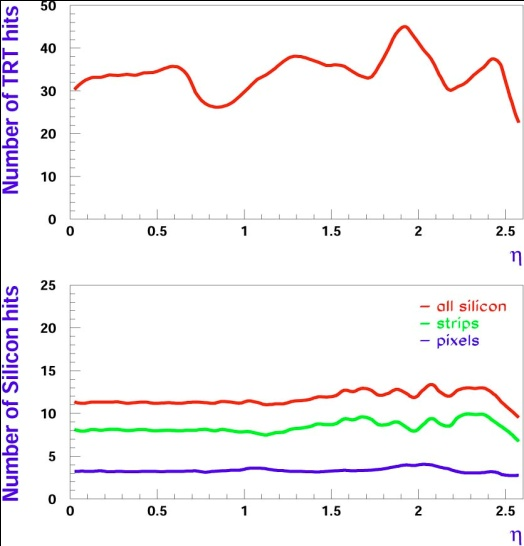 Number of TRT hits
50
40
30
20
10
0
0 0.5 1 1.5 2 2.5
η
Number of Silicon hits
25
20
15
10
5
0
all silicon
strips
pixels
0 0.5 1 1.5 2 2.5
η